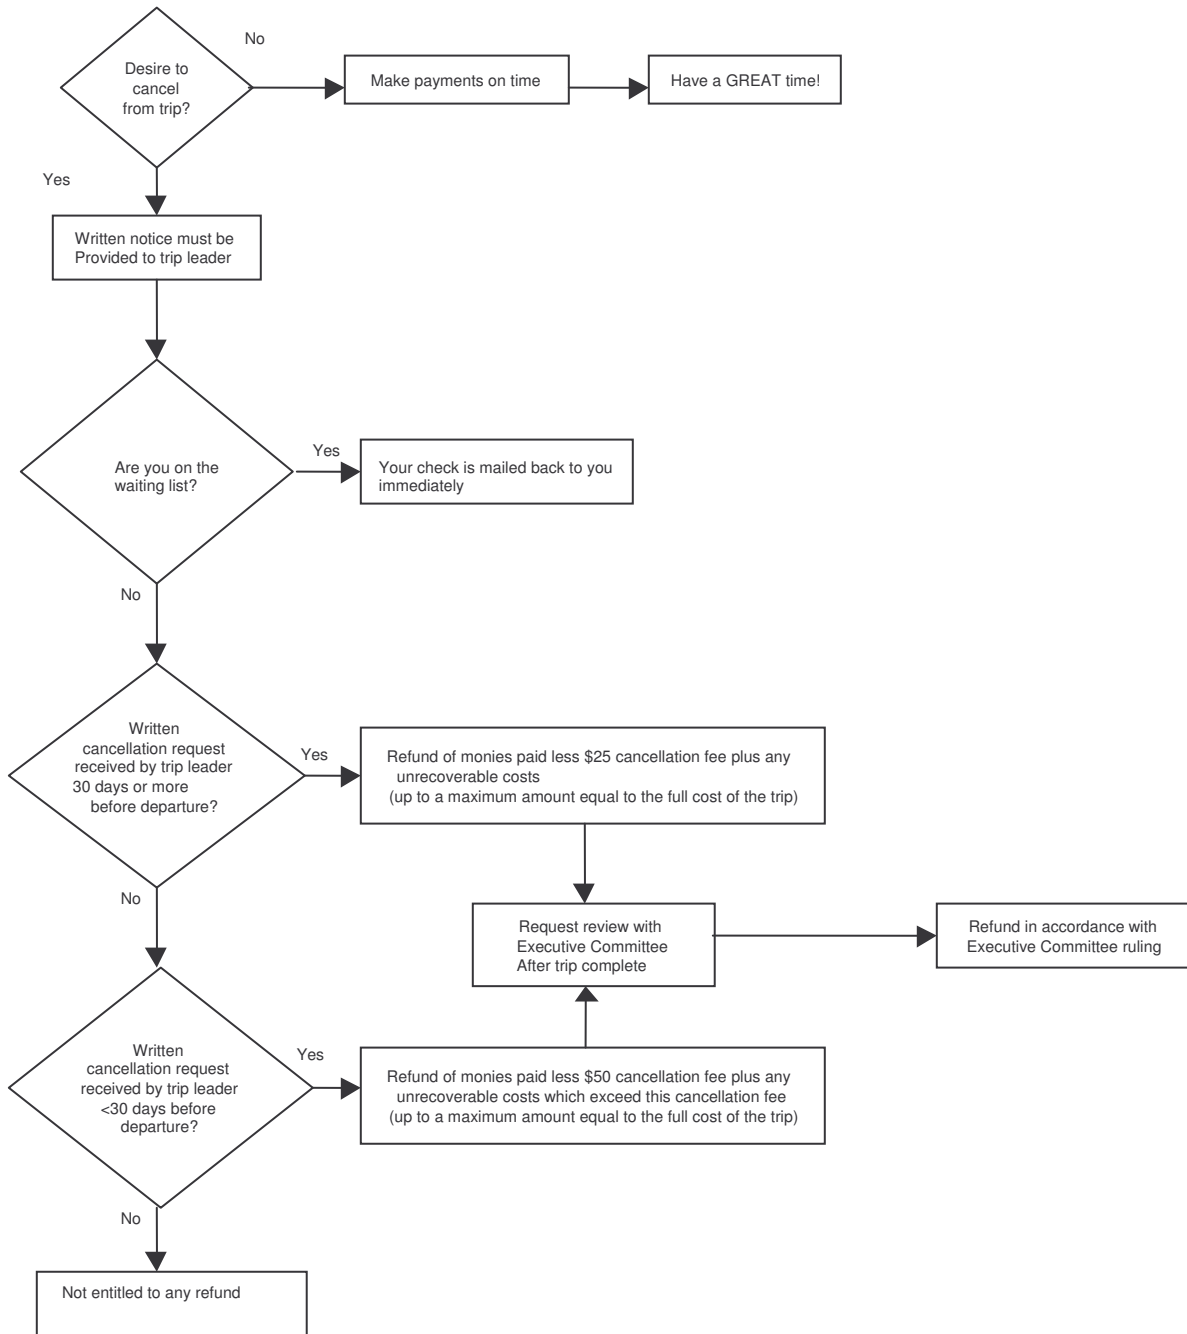 No
Desire to
cancel
from trip?
Make payments on time
Have a GREAT time!
Yes
Written notice must be
Provided to trip leader
Are you on the
waiting list?
Yes
Your check is mailed back to you
immediately
No
Written
cancellation request
received by trip leader
30 days or more
before departure?
Yes
Refund of monies paid less $25 cancellation fee plus any
unrecoverable costs
(up to a maximum amount equal to the full cost of the trip)
No
Request review with
Executive Committee
After trip complete
Refund in accordance with
Executive Committee ruling
Written
cancellation request
received by trip leader
<30 days before
departure?
Yes
Refund of monies paid less $50 cancellation fee plus any
unrecoverable costs which exceed this cancellation fee
(up to a maximum amount equal to the full cost of the trip)
No
Not entitled to any refund